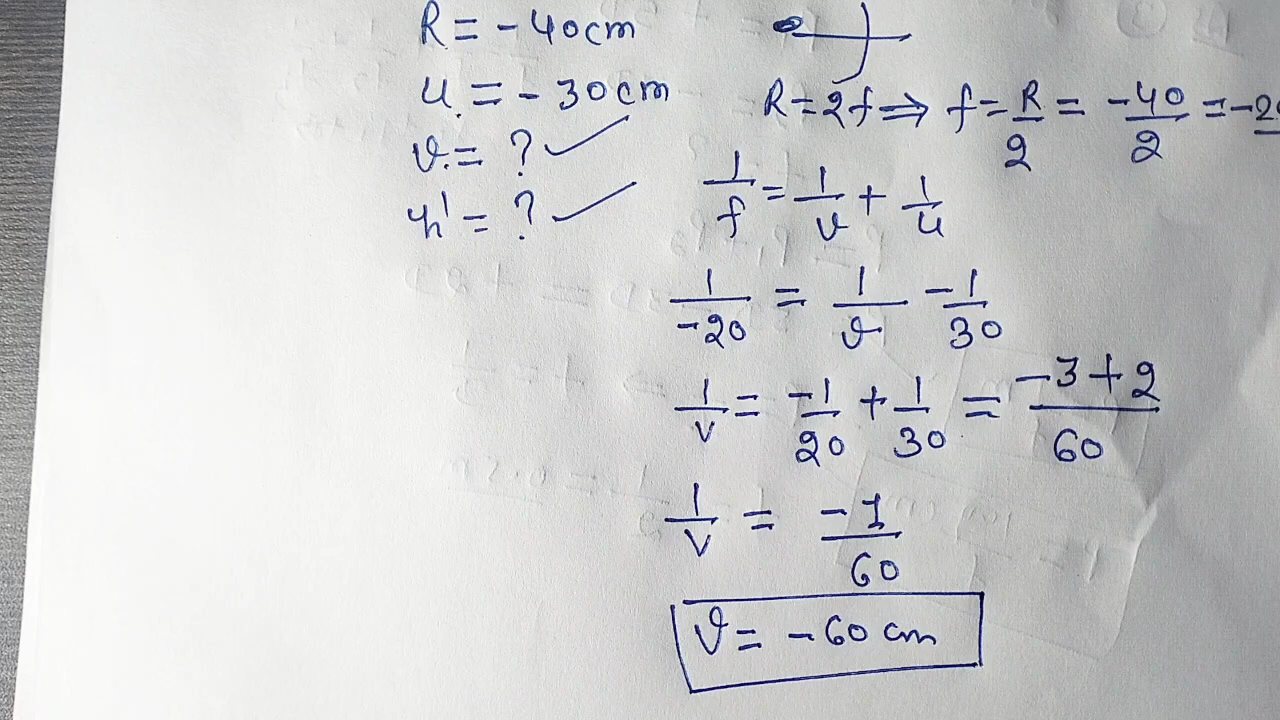 R = - 40cm
u = - 30cm
R = 2f ⇒ f = R/2 = -40/2 = -20
v = ? ✓
h' = ? ✓
1/f = 1/v + 1/u
1/-20 = 1/v - 1/30
1/v = -1/20 + 1/30 = -3+2/60
1/v = -1/60
v = - 60 cm